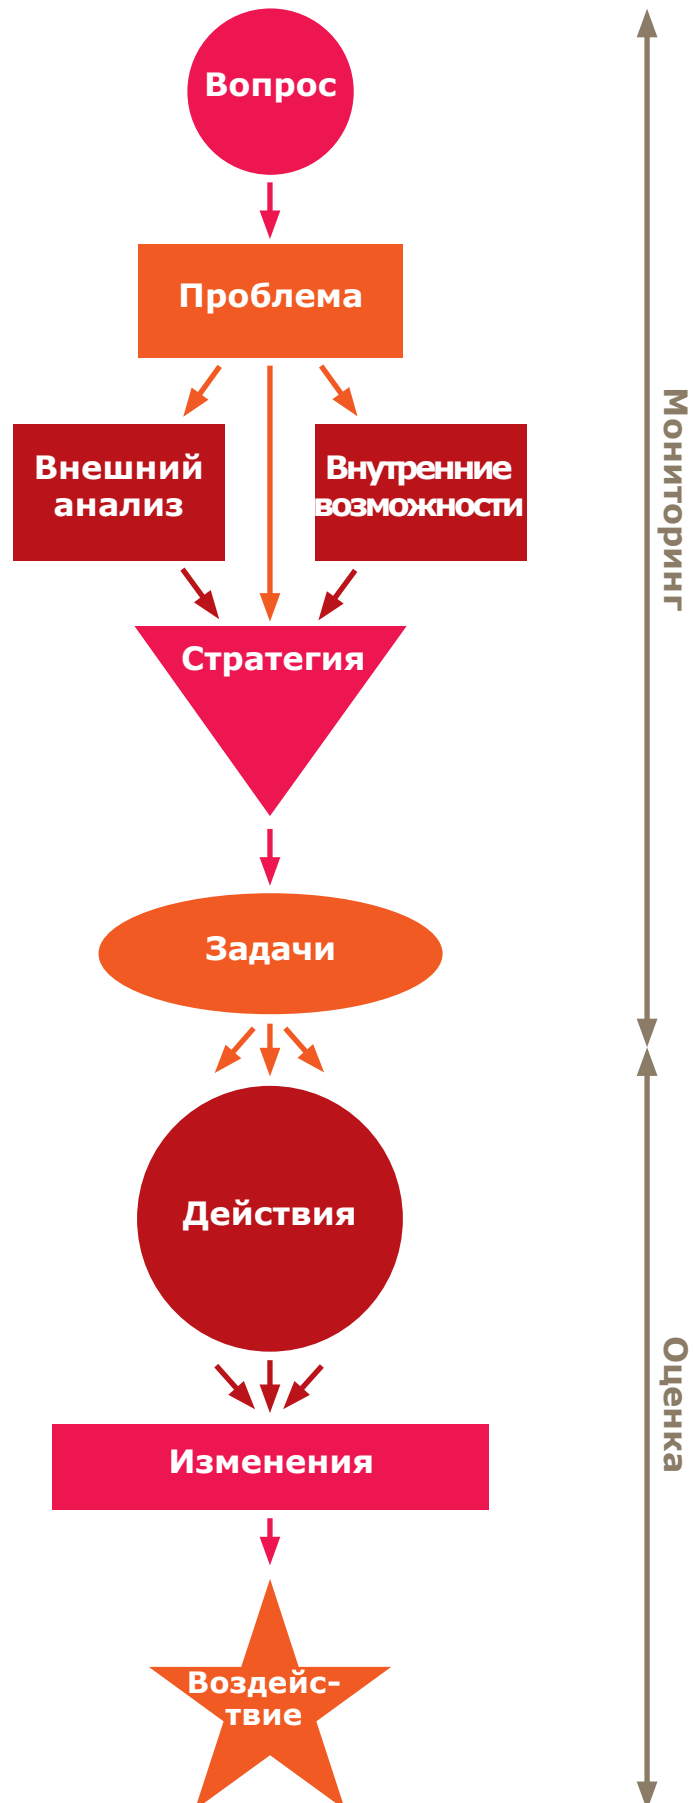 Вопрос
Проблема
Внешний
анализ
Внутренние
возможности
Стратегия
Задачи
Действия
Изменения
Воздейс-
твие
Мониторинг
Оценка